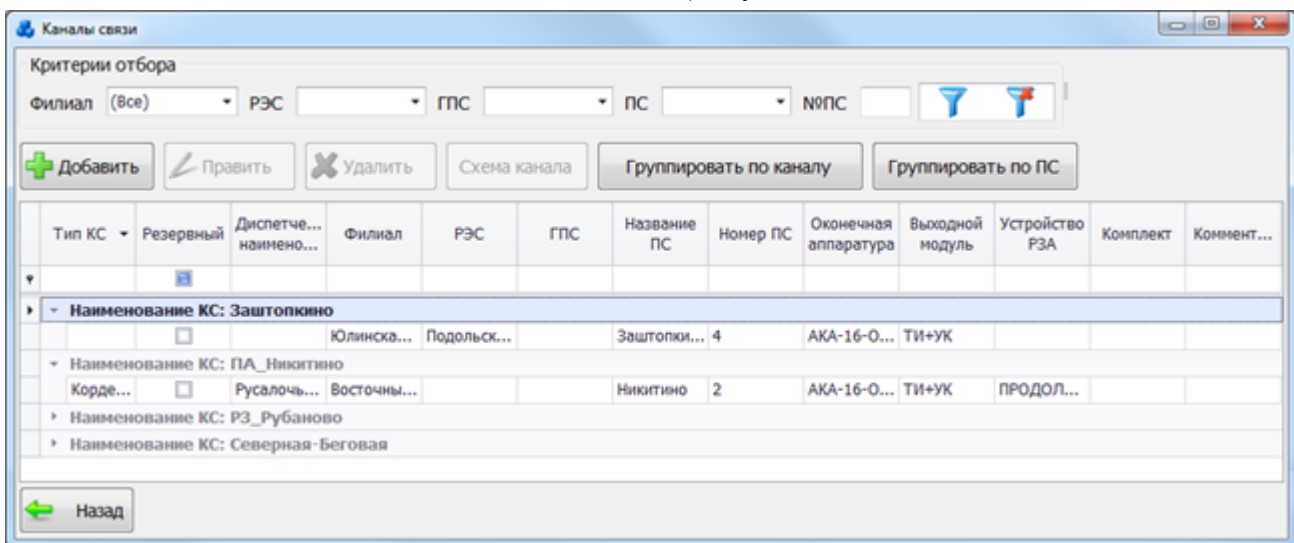 Каналы связи
Критерии отбора
Филиал (Все) РЭС ГПС ПС №ПС
Добавить Править Удалить Схема канала Группировать по каналу Группировать по ПС
Тип КС Резервный Диспетче... наимено... Филиал РЭС ГПС Название ПС Номер ПС Оконечная аппаратура Выходной модуль Устройство РЗА Комплект Коммент...
Наименование КС: Заштопкино
Юлинска... Подольск... Заштопки... 4 АКА-16-О... ТИ+УК
Наименование КС: ПА_Никитино
Корде... Русалочь... Восточны... Никитино 2 АКА-16-О... ТИ+УК ПРОДОЛ...
Наименование КС: РЗ_Рубаново
Наименование КС: Северная-Беговая
Назад